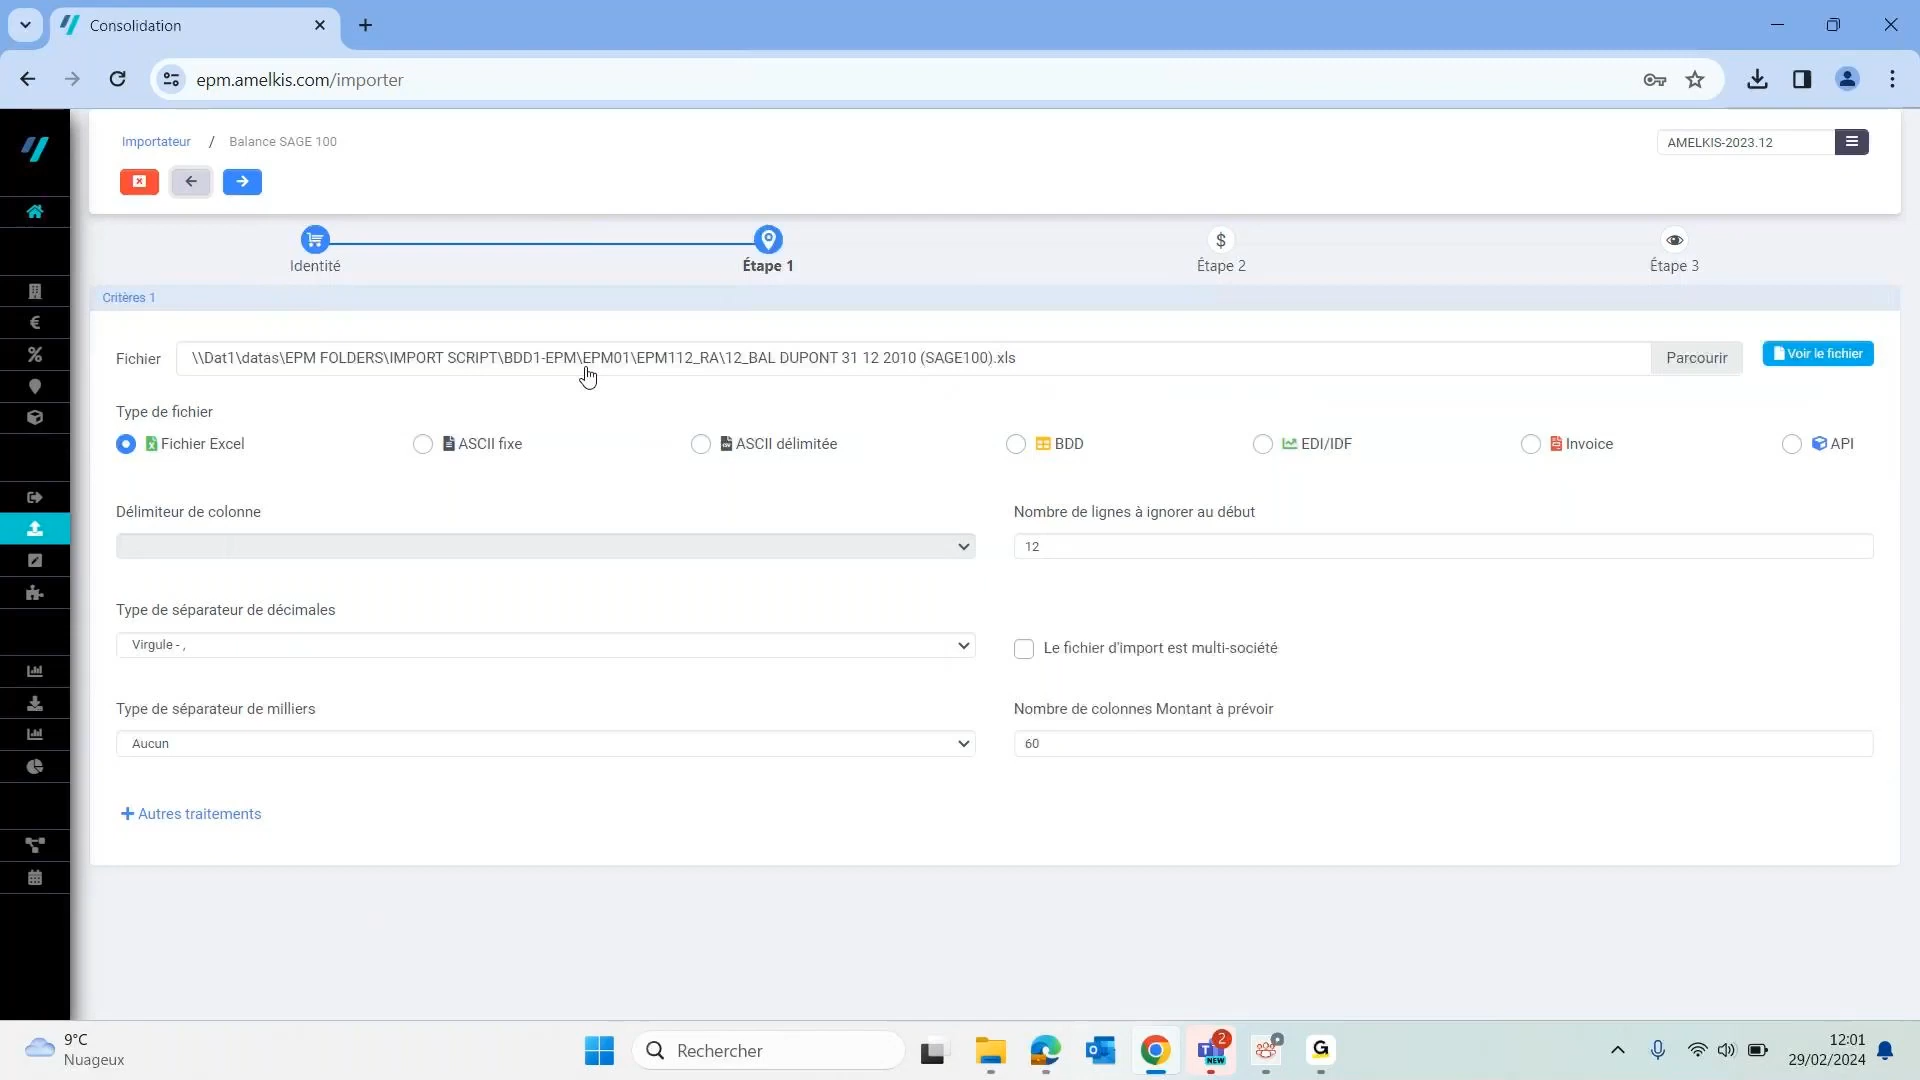 Consolidation
epm.amelkis.com/importer
Importateur / Balance SAGE 100
AMELKIS-2023.12
Identité
Étape 1
$
Étape 2
Étape 3
Critères 1
Fichier
\\Dat1\datas\EPM FOLDERS\IMPORT SCRIPT\BDD1-EPM\EPM01\EPM112_RA\12_BAL DUPONT 31 12 2010 (SAGE100).xls
Parcourir
Voir le fichier
Type de fichier
Fichier Excel
ASCII fixe
ASCII délimitée
BDD
EDI/IDF
Invoice
API
Délimiteur de colonne
Nombre de lignes à ignorer au début
12
Type de séparateur de décimales
Virgule - ,
Le fichier d'import est multi-société
Type de séparateur de milliers
Nombre de colonnes Montant à prévoir
Aucun
60
+ Autres traitements
€
%
9°C
Nuageux
Rechercher
2
NEW
G
12:01
29/02/2024